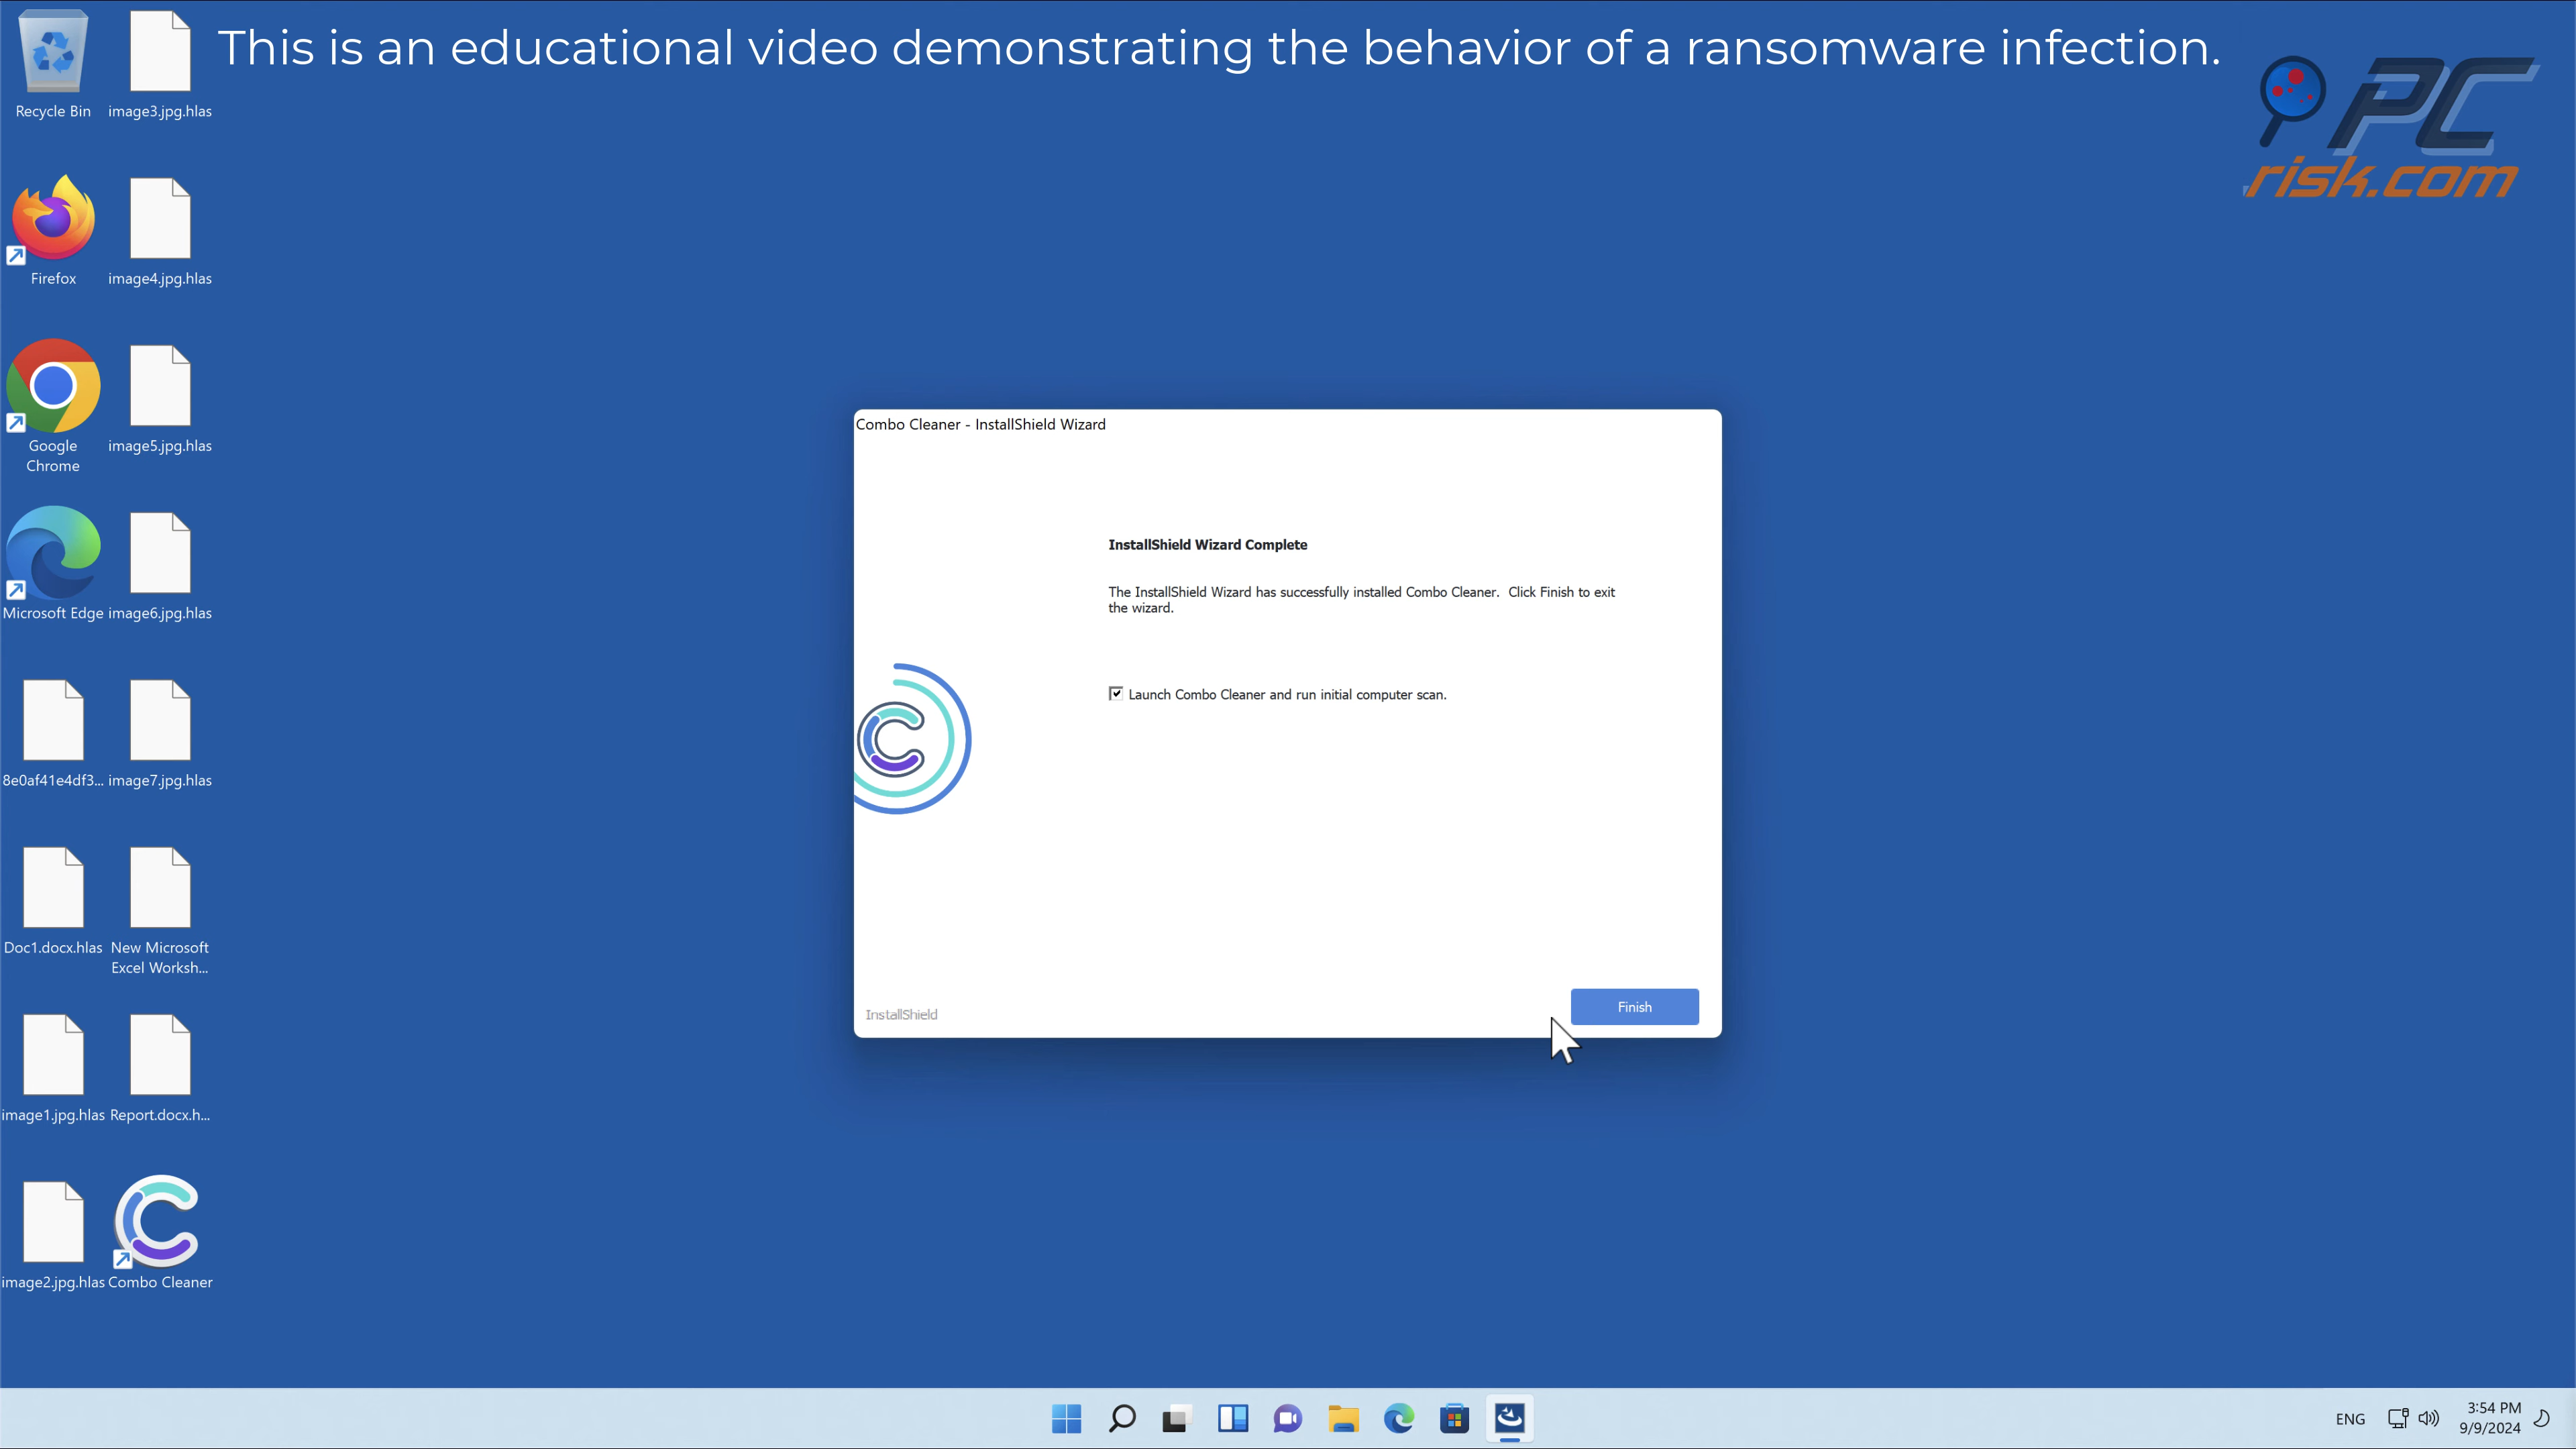 This is an educational video demonstrating the behavior of a ransomware infection.
PC
risk.com
Recycle Bin
image3.jpg.hlas
Firefox
image4.jpg.hlas
Google
Chrome
image5.jpg.hlas
Microsoft Edge
image6.jpg.hlas
8e0af41e4df3...
image7.jpg.hlas
Doc1.docx.hlas
New Microsoft
Excel Worksh...
image1.jpg.hlas
Report.docx.h...
image2.jpg.hlas
Combo Cleaner
Combo Cleaner - InstallShield Wizard
InstallShield Wizard Complete
The InstallShield Wizard has successfully installed Combo Cleaner. Click Finish to exit
the wizard.
Launch Combo Cleaner and run initial computer scan.
InstallShield
Finish
ENG
3:54 PM
9/9/2024